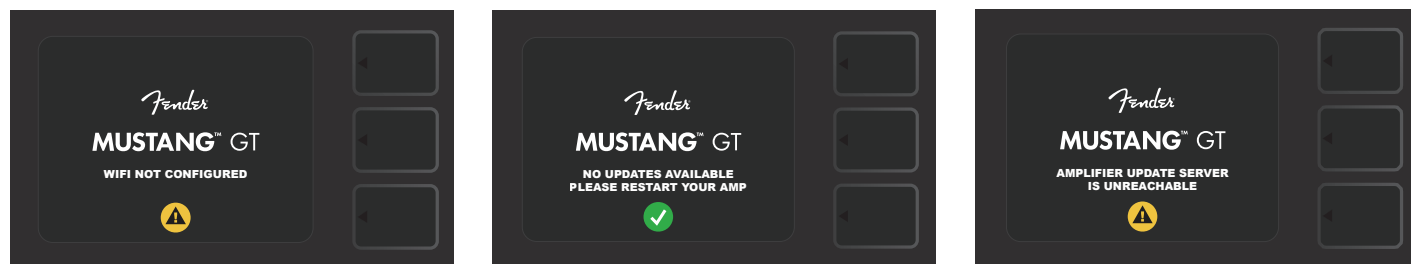 Fender
MUSTANG™ GT
WIFI NOT CONFIGURED
Fender
MUSTANG™ GT
NO UPDATES AVAILABLE
PLEASE RESTART YOUR AMP
Fender
MUSTANG™ GT
AMPLIFIER UPDATE SERVER
IS UNREACHABLE